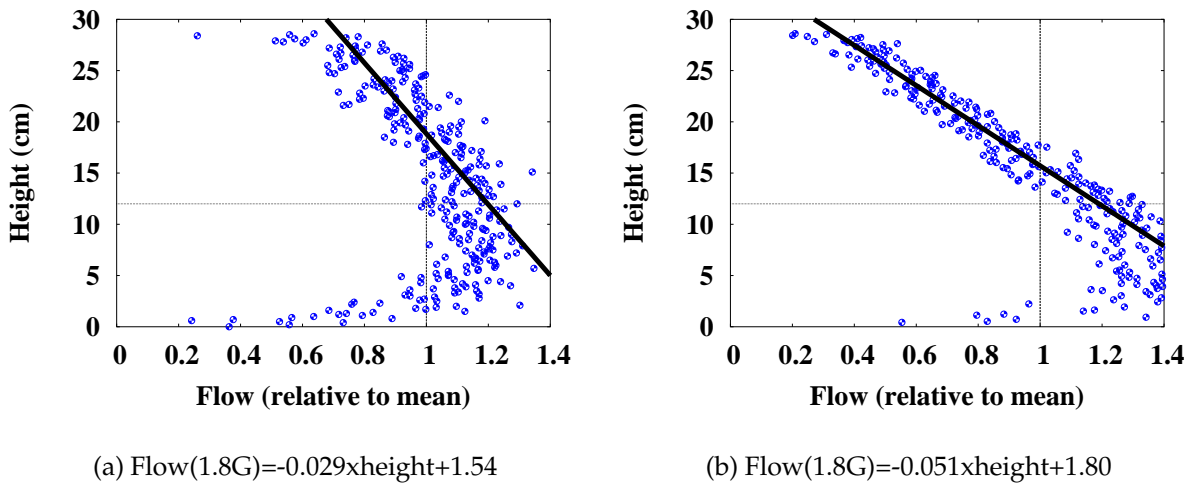 30
25
20
15
10
5
0
Height (cm)
0 0.2 0.4 0.6 0.8 1 1.2 1.4
Flow (relative to mean)
(a) Flow(1.8G)=-0.029xheight+1.54
30
25
20
15
10
5
0
Height (cm)
0 0.2 0.4 0.6 0.8 1 1.2 1.4
Flow (relative to mean)
(b) Flow(1.8G)=-0.051xheight+1.80